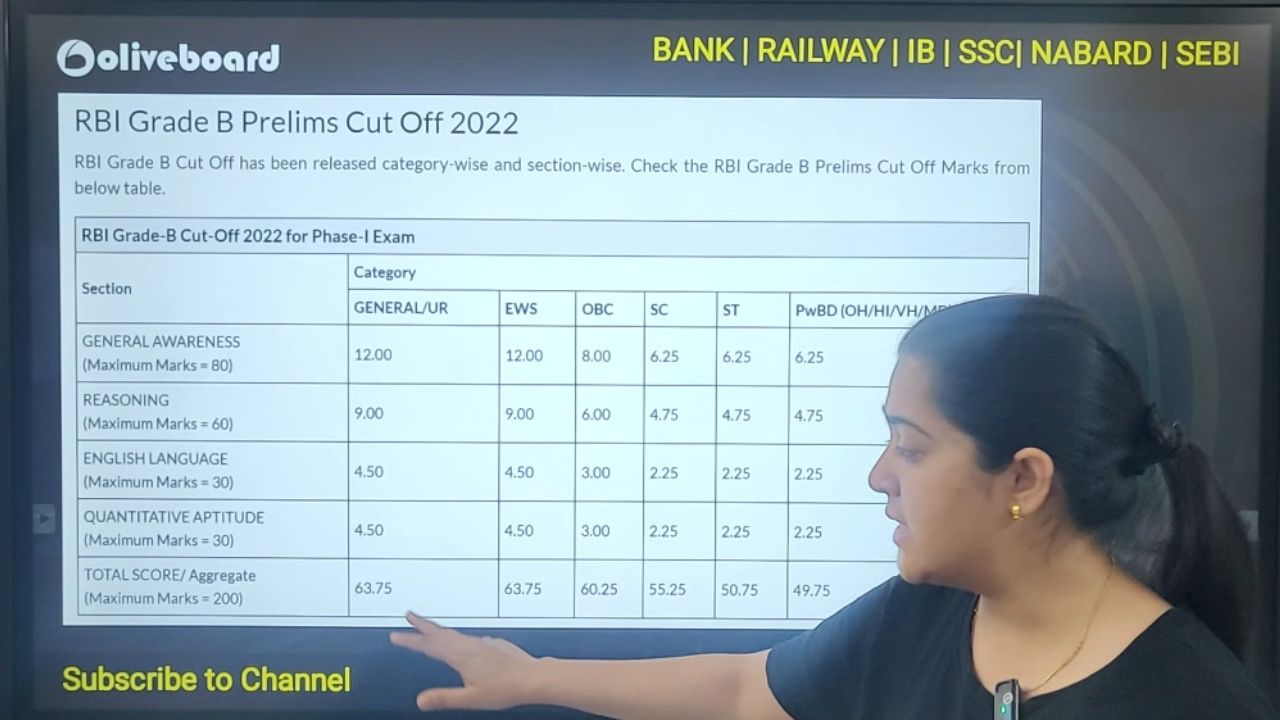 oliveboard
BANK | RAILWAY | IB | SSC| NABARD | SEBI
RBI Grade B Prelims Cut Off 2022
RBI Grade B Cut Off has been released category-wise and section-wise. Check the RBI Grade B Prelims Cut Off Marks from
below table.
RBI Grade-B Cut-Off 2022 for Phase-I Exam
Section
Category
GENERAL/UR EWS OBC SC ST PwBD (OH/HI/VH/
GENERAL AWARENESS
(Maximum Marks = 80)
12.00 12.00 8.00 6.25 6.25 6.25
REASONING
(Maximum Marks = 60)
9.00 9.00 6.00 4.75 4.75 4.75
ENGLISH LANGUAGE
(Maximum Marks = 30)
4.50 4.50 3.00 2.25 2.25 2.25
QUANTITATIVE APTITUDE
(Maximum Marks = 30)
4.50 4.50 3.00 2.25 2.25 2.25
TOTAL SCORE/ Aggregate
(Maximum Marks = 200)
63.75 63.75 60.25 55.25 50.75 49.75
Subscribe to Channel